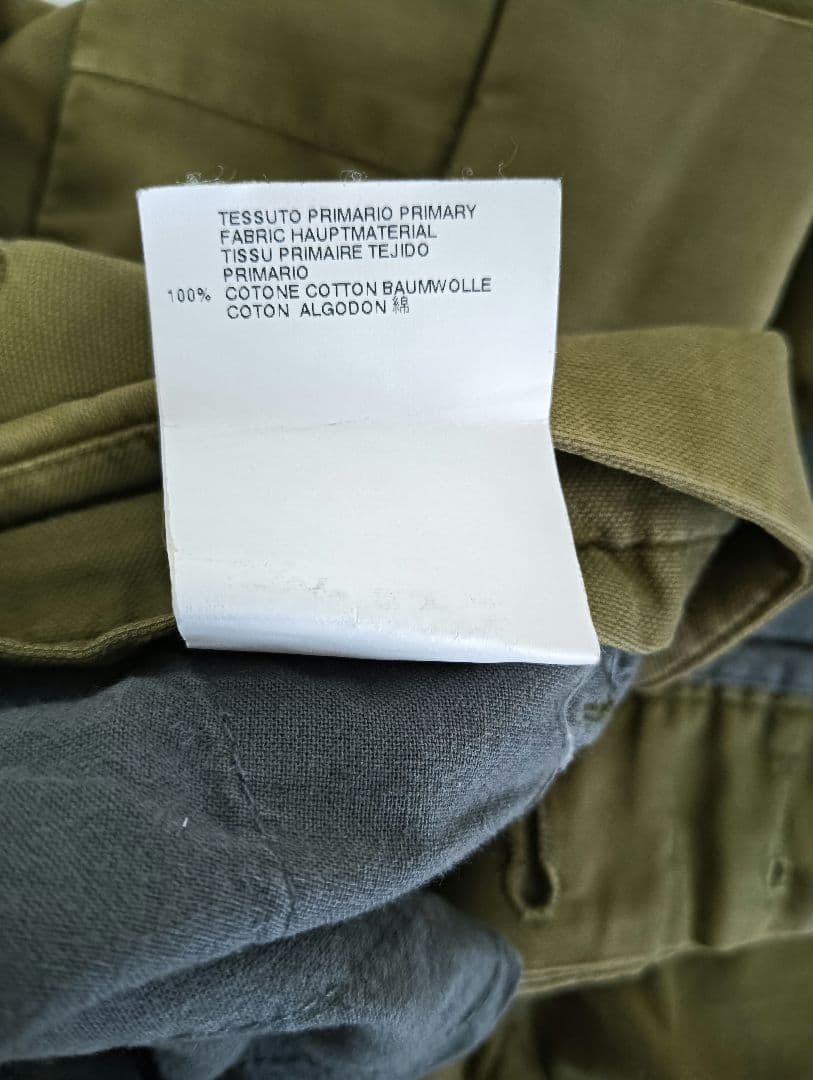 TESSUTO PRIMARIO PRIMARY
FABRIC HAUPTMATERIAL
TISSU PRIMAIRE TEJIDO
PRIMARIO
100% COTONE COTTON BAUMWOLLE
COTON ALGODON 綿